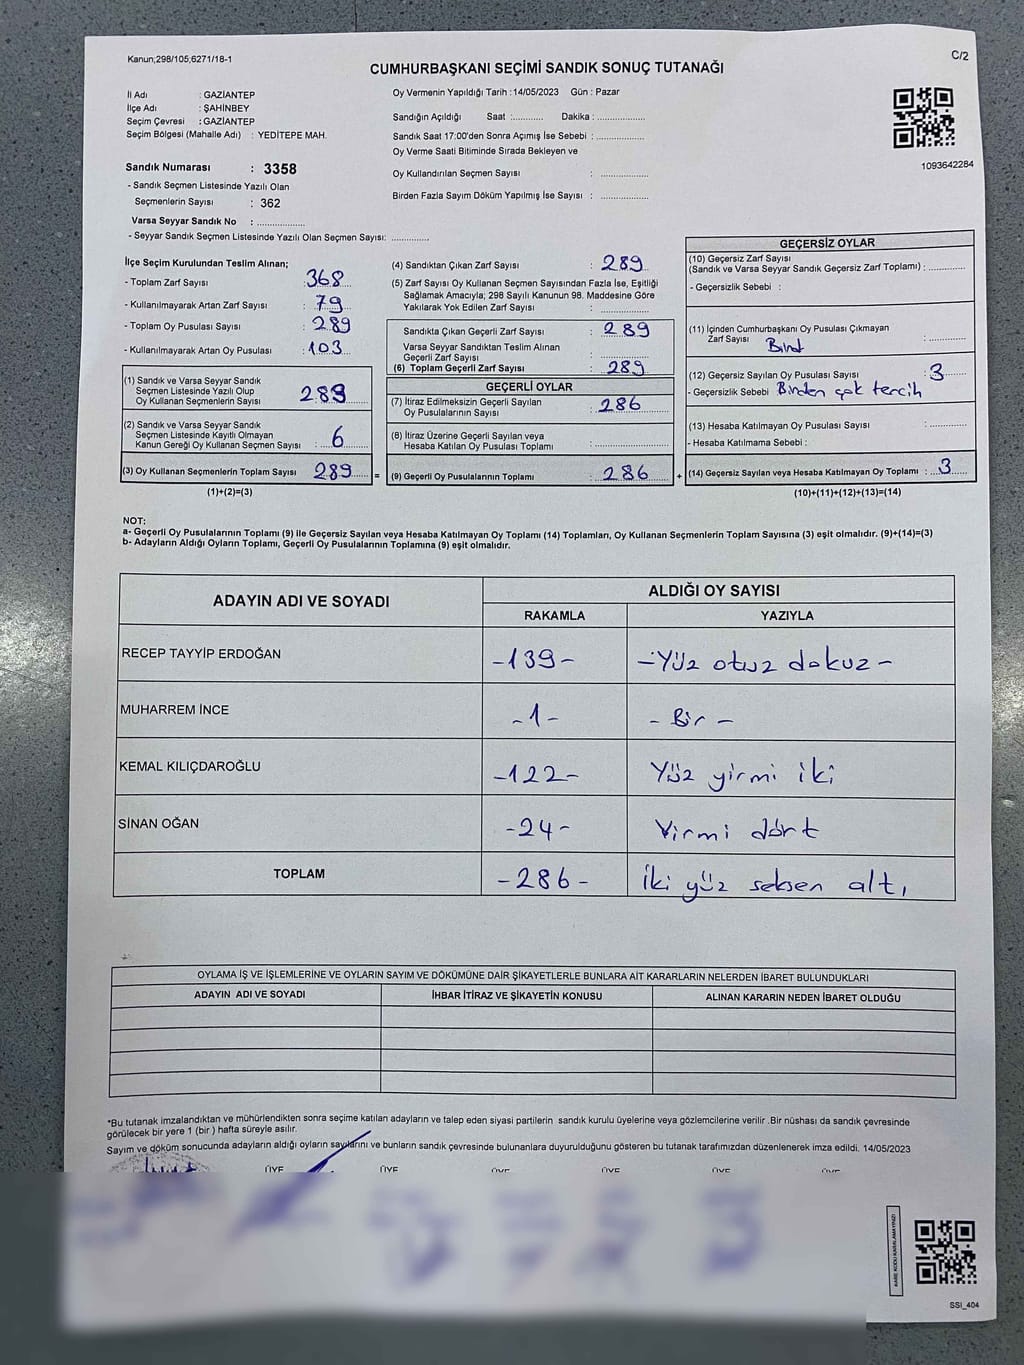 Kanun;298/105,6271/18-1
C/2
CUMHURBAŞKANI SEÇİMİ SANDIK SONUÇ TUTANAĞI
İl Adı : GAZİANTEP
İlçe Adı : ŞAHİNBEY
Seçim Çevresi : GAZİANTEP
Seçim Bölgesi (Mahalle Adı) : YEDİTEPE MAH.
Sandık Numarası : 3358
- Sandık Seçmen Listesinde Yazılı Olan
Seçmenlerin Sayısı : 362
Varsa Seyyar Sandık No : ....................
- Seyyar Sandık Seçmen Listesinde Yazılı Olan Seçmen Sayısı: ...............
Oy Vermenin Yapıldığı Tarih : 14/05/2023 Gün : Pazar
Sandığın Açıldığı Saat :............ Dakika : ...................
Sandık Saat 17:00'den Sonra Açımış İse Sebebi : ...................
Oy Verme Saati Bitiminde Sırada Bekleyen ve
Oy Kullandırılan Seçmen Sayısı : ...................
Birden Fazla Sayım Döküm Yapılmış İse Sayısı : ...................
1093642284
İlçe Seçim Kurulundan Teslim Alınan;
- Toplam Zarf Sayısı : 368
- Kullanılmayarak Artan Zarf Sayısı : 79
- Toplam Oy Pusulası Sayısı : 289
- Kullanılmayarak Artan Oy Pusulası : 103
(1) Sandık ve Varsa Seyyar Sandık
Seçmen Listesinde Yazılı Olup
Oy Kullanan Seçmenlerin Sayısı : 283
(2) Sandık ve Varsa Seyyar Sandık
Seçmen Listesinde Kayıtlı Olmayan
Kanun Gereği Oy Kullanan Seçmen Sayısı : 6
(3) Oy Kullanan Seçmenlerin Toplam Sayısı 289 =
(1)+(2)=(3)
(4) Sandıktan Çıkan Zarf Sayısı : 289
(5) Zarf Sayısı Oy Kullanan Seçmen Sayısından Fazla İse, Eşitliği
Sağlamak Amacıyla; 298 Sayılı Kanunun 98. Maddesine Göre
Yakılarak Yok Edilen Zarf Sayısı : ...............
Sandıkta Çıkan Geçerli Zarf Sayısı : 289
Varsa Seyyar Sandıktan Teslim Alınan
Geçerli Zarf Sayısı : ...............
(6) Toplam Geçerli Zarf Sayısı : 289
GEÇERLİ OYLAR
(7) İtiraz Edilmeksizin Geçerli Sayılan
Oy Pusulalarının Sayısı : 286
(8) İtiraz Üzerine Geçerli Sayılan veya
Hesaba Katılan Oy Pusulası Toplamı : ...............
(9) Geçerli Oy Pusulalarının Toplamı : 286 +
GEÇERSİZ OYLAR
(10) Geçersiz Zarf Sayısı
(Sandık ve Varsa Seyyar Sandık Geçersiz Zarf Toplamı) : ............
- Geçersizlik Sebebi :
(11) İçinden Cumhurbaşkanı Oy Pusulası Çıkmayan
Zarf Sayısı : ............
(12) Geçersiz Sayılan Oy Pusulası Sayısı : 3
- Geçersizlik Sebebi Birden çok tercih
(13) Hesaba Katılmayan Oy Pusulası Sayısı : ............
- Hesaba Katılmama Sebebi :
(14) Geçersiz Sayılan veya Hesaba Katılmayan Oy Toplamı : 3
(10)+(11)+(12)+(13)=(14)
NOT:
a- Geçerli Oy Pusulalarının Toplamı (9) ile Geçersiz Sayılan veya Hesaba Katılmayan Oy Toplamı (14) Toplamları, Oy Kullanan Seçmenlerin Toplam Sayısına (3) eşit olmalıdır. (9)+(14)=(3)
b- Adayların Aldığı Oyların Toplamı, Geçerli Oy Pusulalarının Toplamına (9) eşit olmalıdır.
ADAYIN ADI VE SOYADI ALDIĞI OY SAYISI
RAKAMLA YAZIYLA
RECEP TAYYİP ERDOĞAN -139- -Yüz otuz dokuz-
MUHARREM İNCE -1- - Bir -
KEMAL KILIÇDAROĞLU -122- Yüz yirmi iki
SİNAN OĞAN -24- Yirmi dört
TOPLAM -286- İki yüz seksen altı
OYLAMA İŞ VE İŞLEMLERİNE VE OYLARIN SAYIM VE DÖKÜMÜNE DAİR ŞİKAYETLERLE BUNLARA AİT KARARLARIN NELERDEN İBARET BULUNDUKLARI
ADAYIN ADI VE SOYADI İHBAR İTİRAZ VE ŞİKAYETİN KONUSU ALINAN KARARIN NEDEN İBARET OLDUĞU
*Bu tutanak imzalandıktan ve mühürlendikten sonra seçime katılan adayların ve talep eden siyasi partilerin sandık kurulu üyelerine veya gözlemcilerine verilir .Bir nüshası da sandık çevresinde
görülecek bir yere 1 (bir ) hafta süreyle asılır.
Sayım ve döküm sonucunda adayların aldığı oyların sayılarını ve bunların sandık çevresinde bulunanlara duyurulduğunu gösteren bu tutanak tarafımızdan düzenlenerek imza edildi. 14/05/2023
ÜYE ÜYE ÜYE ÜYE ÜYE ÜYE
SSI_404